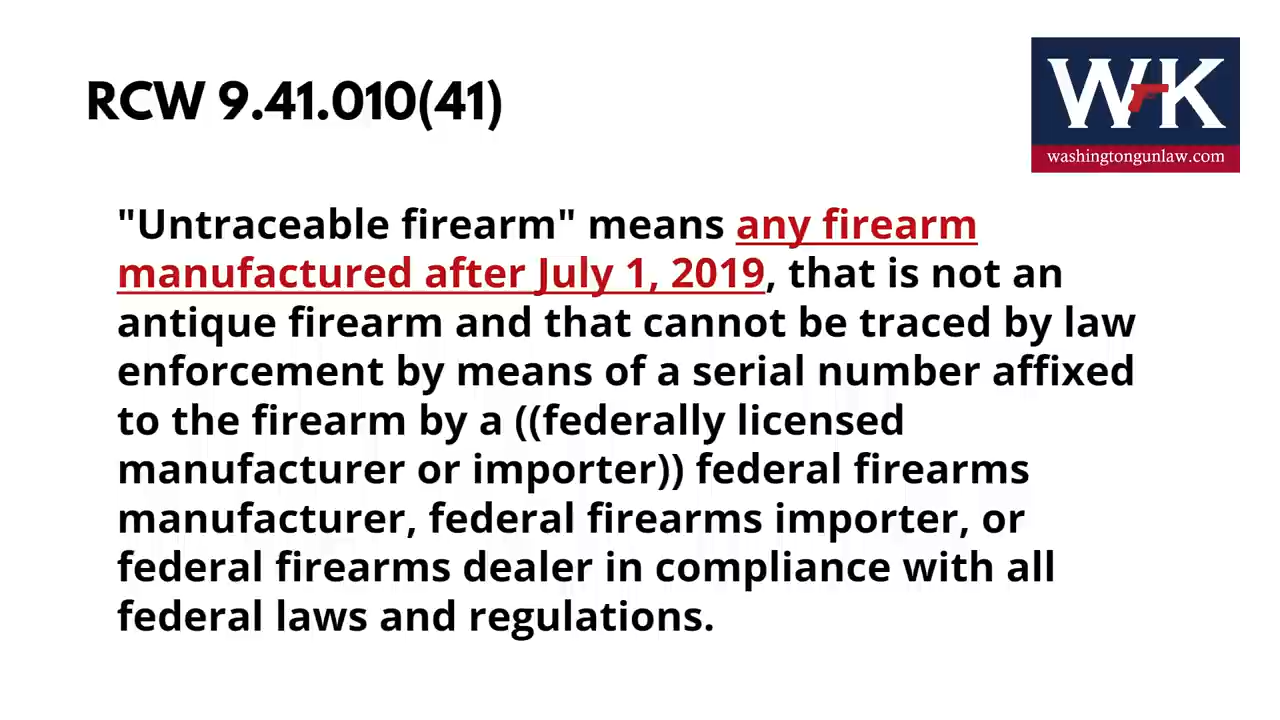 RCW 9.41.010(41)
WK
washingtongunlaw.com
"Untraceable firearm" means any firearm
manufactured after July 1, 2019, that is not an
antique firearm and that cannot be traced by law
enforcement by means of a serial number affixed
to the firearm by a ((federally licensed
manufacturer or importer)) federal firearms
manufacturer, federal firearms importer, or
federal firearms dealer in compliance with all
federal laws and regulations.